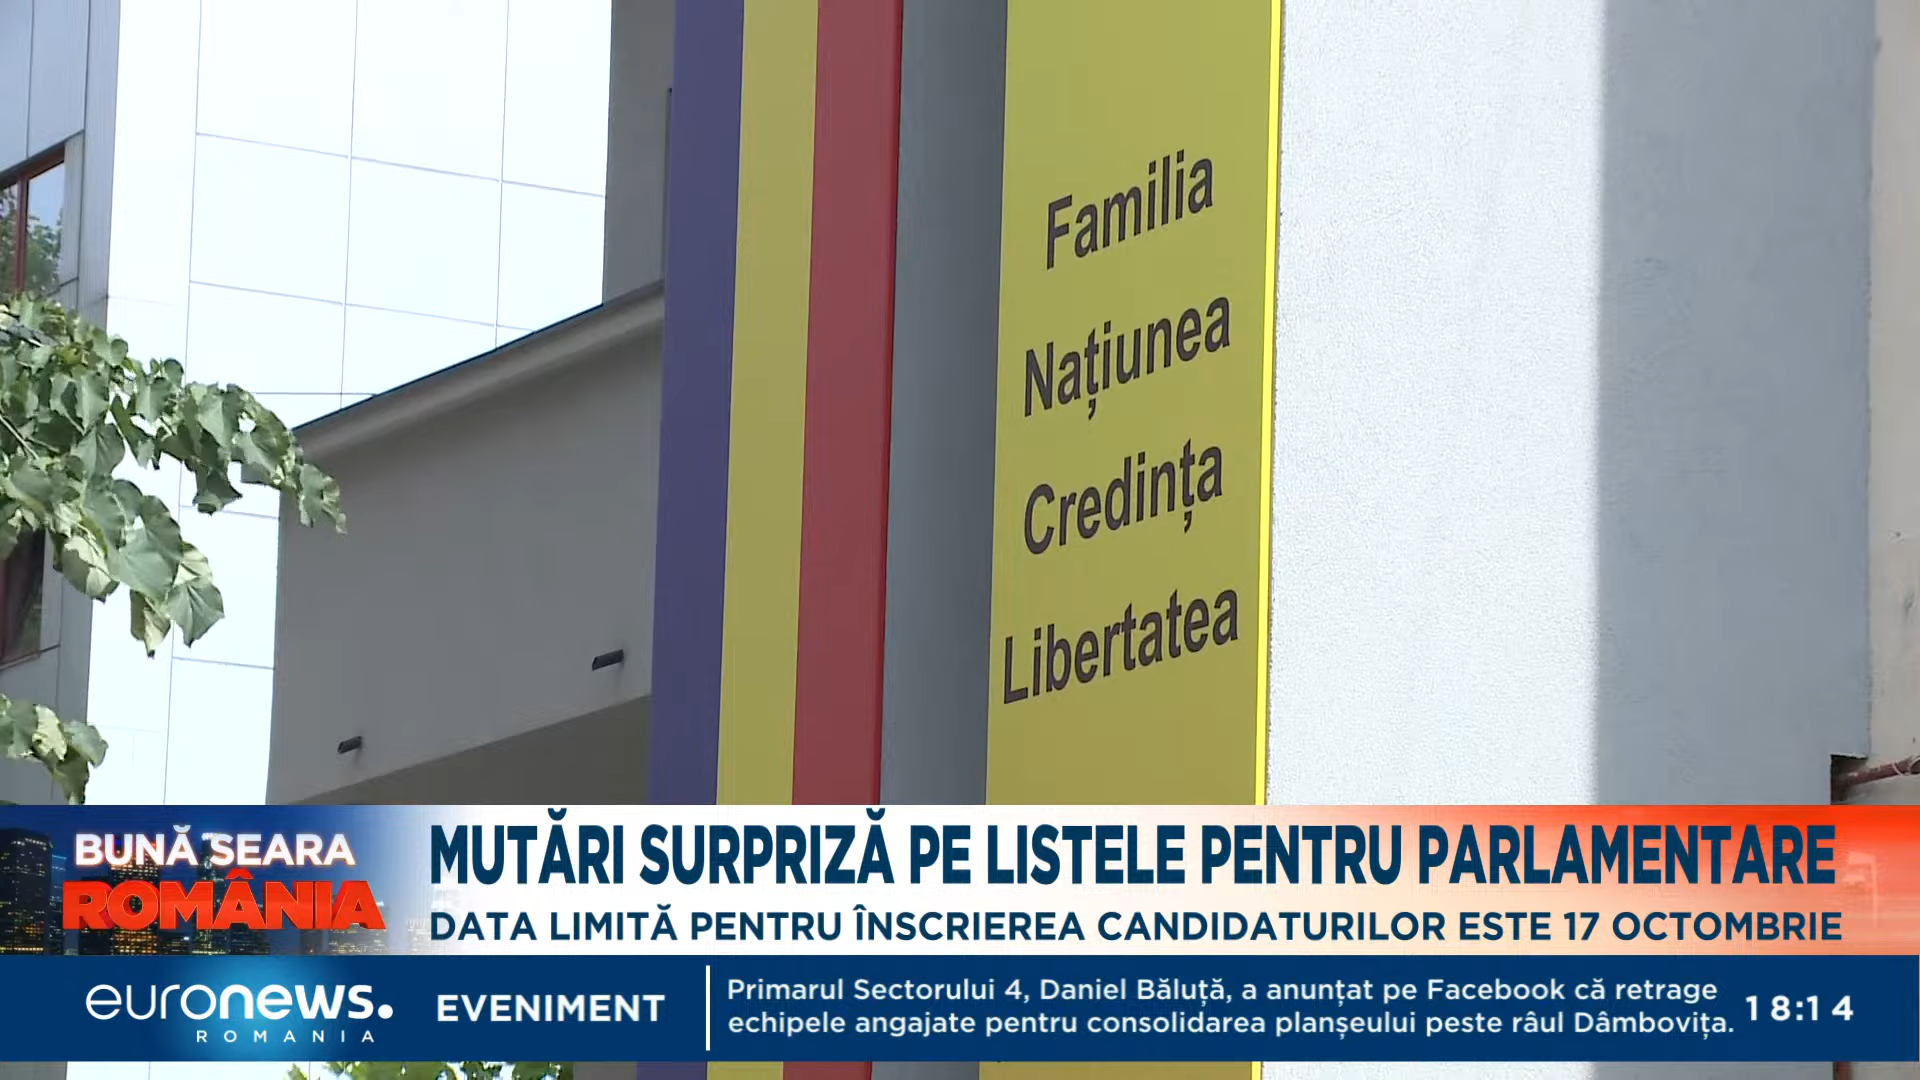 Familia
Națiunea
Credința
Libertatea
BUNĂ SEARA
ROMÂNIA
MUTĂRI SURPRIZĂ PE LISTELE PENTRU PARLAMENTARE
DATA LIMITĂ PENTRU ÎNSCRIEREA CANDIDATURILOR ESTE 17 OCTOMBRIE
euronews.
ROMANIA
EVENIMENT
Primarul Sectorului 4, Daniel Băluță, a anunțat pe Facebook că retrage
echipele angajate pentru consolidarea planșeului peste râul Dâmbovița.
18:14